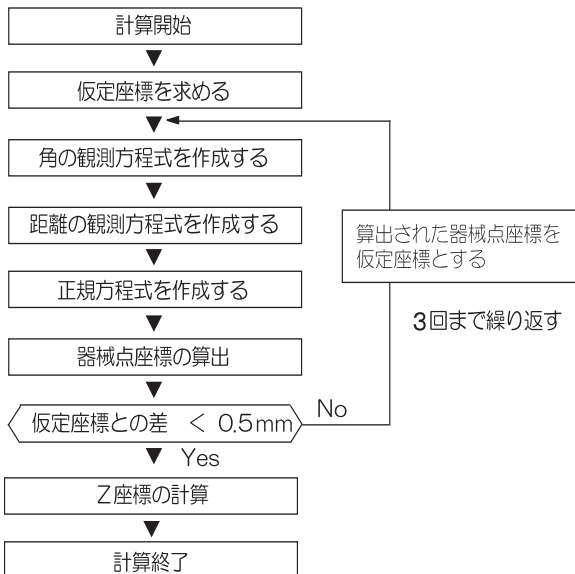 計算開始
仮定座標を求める
角の観測方程式を作成する
距離の観測方程式を作成する
正規方程式を作成する
器械点座標の算出
仮定座標との差 < 0.5mm
No
算出された器械点座標を
仮定座標とする
3回まで繰り返す
Yes
Z座標の計算
計算終了